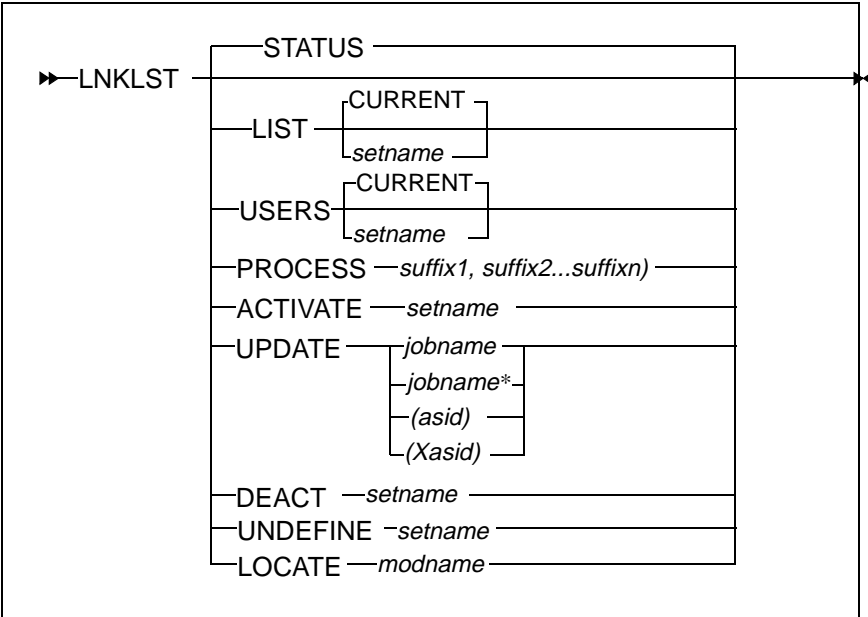 STATUS
LNKLST
CURRENT
LIST
setname
CURRENT
USERS
setname
PROCESS suffix1, suffix2...suffixn)
ACTIVATE setname
UPDATE jobname
jobname*
(asid)
(Xasid)
DEACT setname
UNDEFINE setname
LOCATE modname